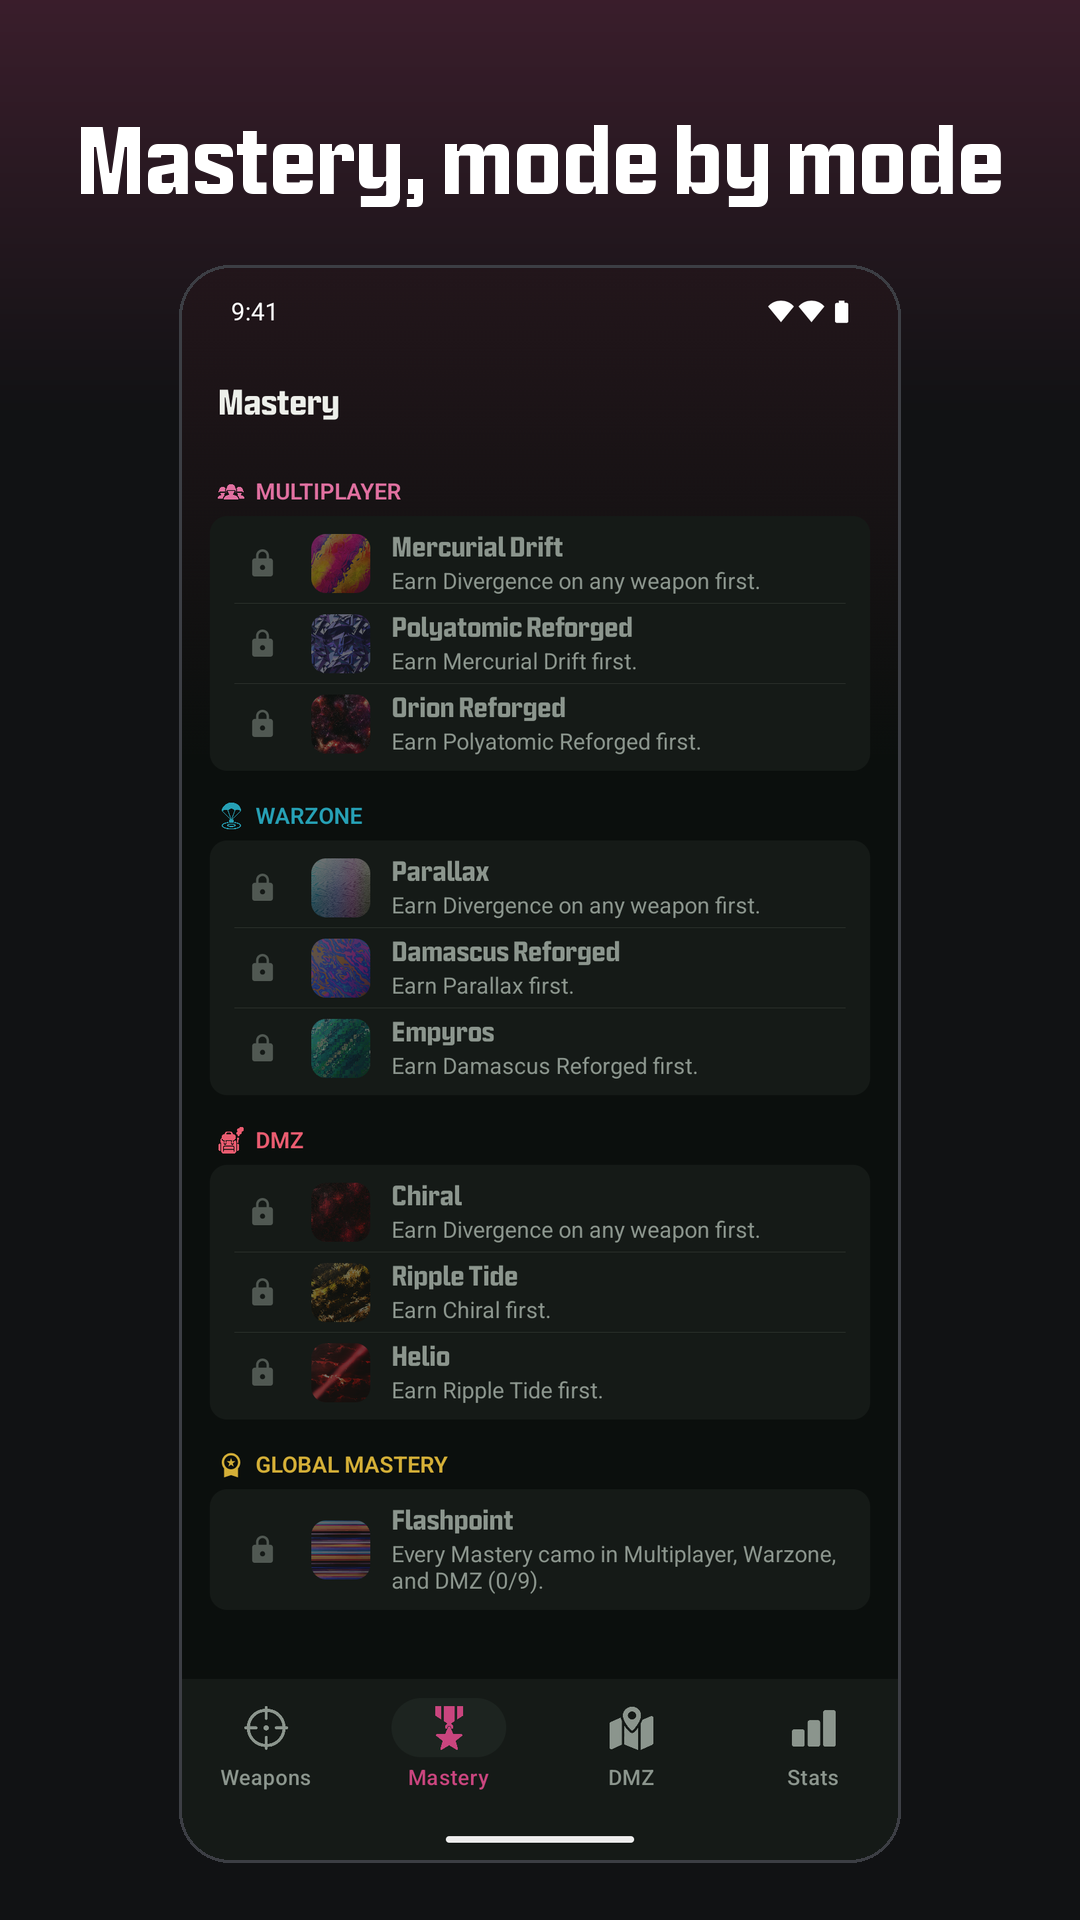 Mastery, mode by mode
9:41
Mastery
MULTIPLAYER
Mercurial Drift
Earn Divergence on any weapon first.
Polyatomic Reforged
Earn Mercurial Drift first.
Orion Reforged
Earn Polyatomic Reforged first.
WARZONE
Parallax
Earn Divergence on any weapon first.
Damascus Reforged
Earn Parallax first.
Empyros
Earn Damascus Reforged first.
DMZ
Chiral
Earn Divergence on any weapon first.
Ripple Tide
Earn Chiral first.
Helio
Earn Ripple Tide first.
GLOBAL MASTERY
Flashpoint
Every Mastery camo in Multiplayer, Warzone,
and DMZ (0/9).
Weapons
Mastery
DMZ
Stats